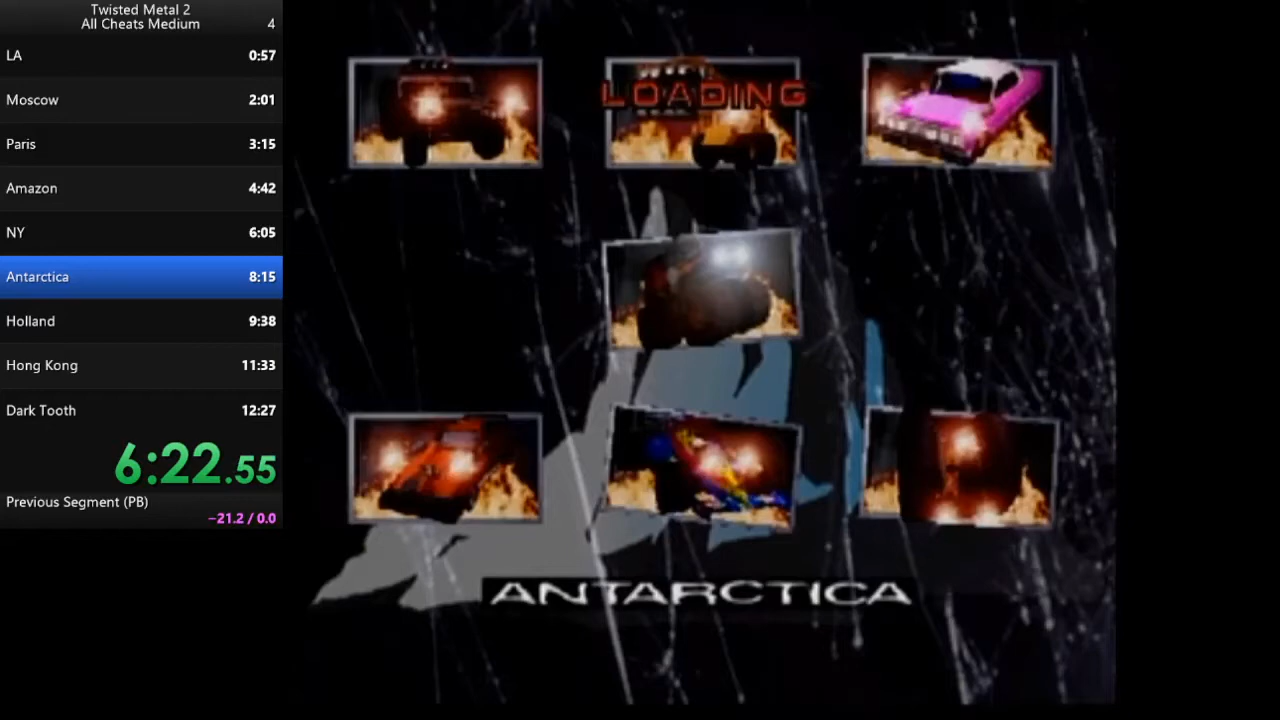 Twisted Metal 2
All Cheats Medium 4
LA 0:57
Moscow 2:01
Paris 3:15
Amazon 4:42
NY 6:05
Antarctica 8:15
Holland 9:38
Hong Kong 11:33
Dark Tooth 12:27
6:22.55
Previous Segment (PB)
−21.2 / 0.0
LOADING
ANTARCTICA